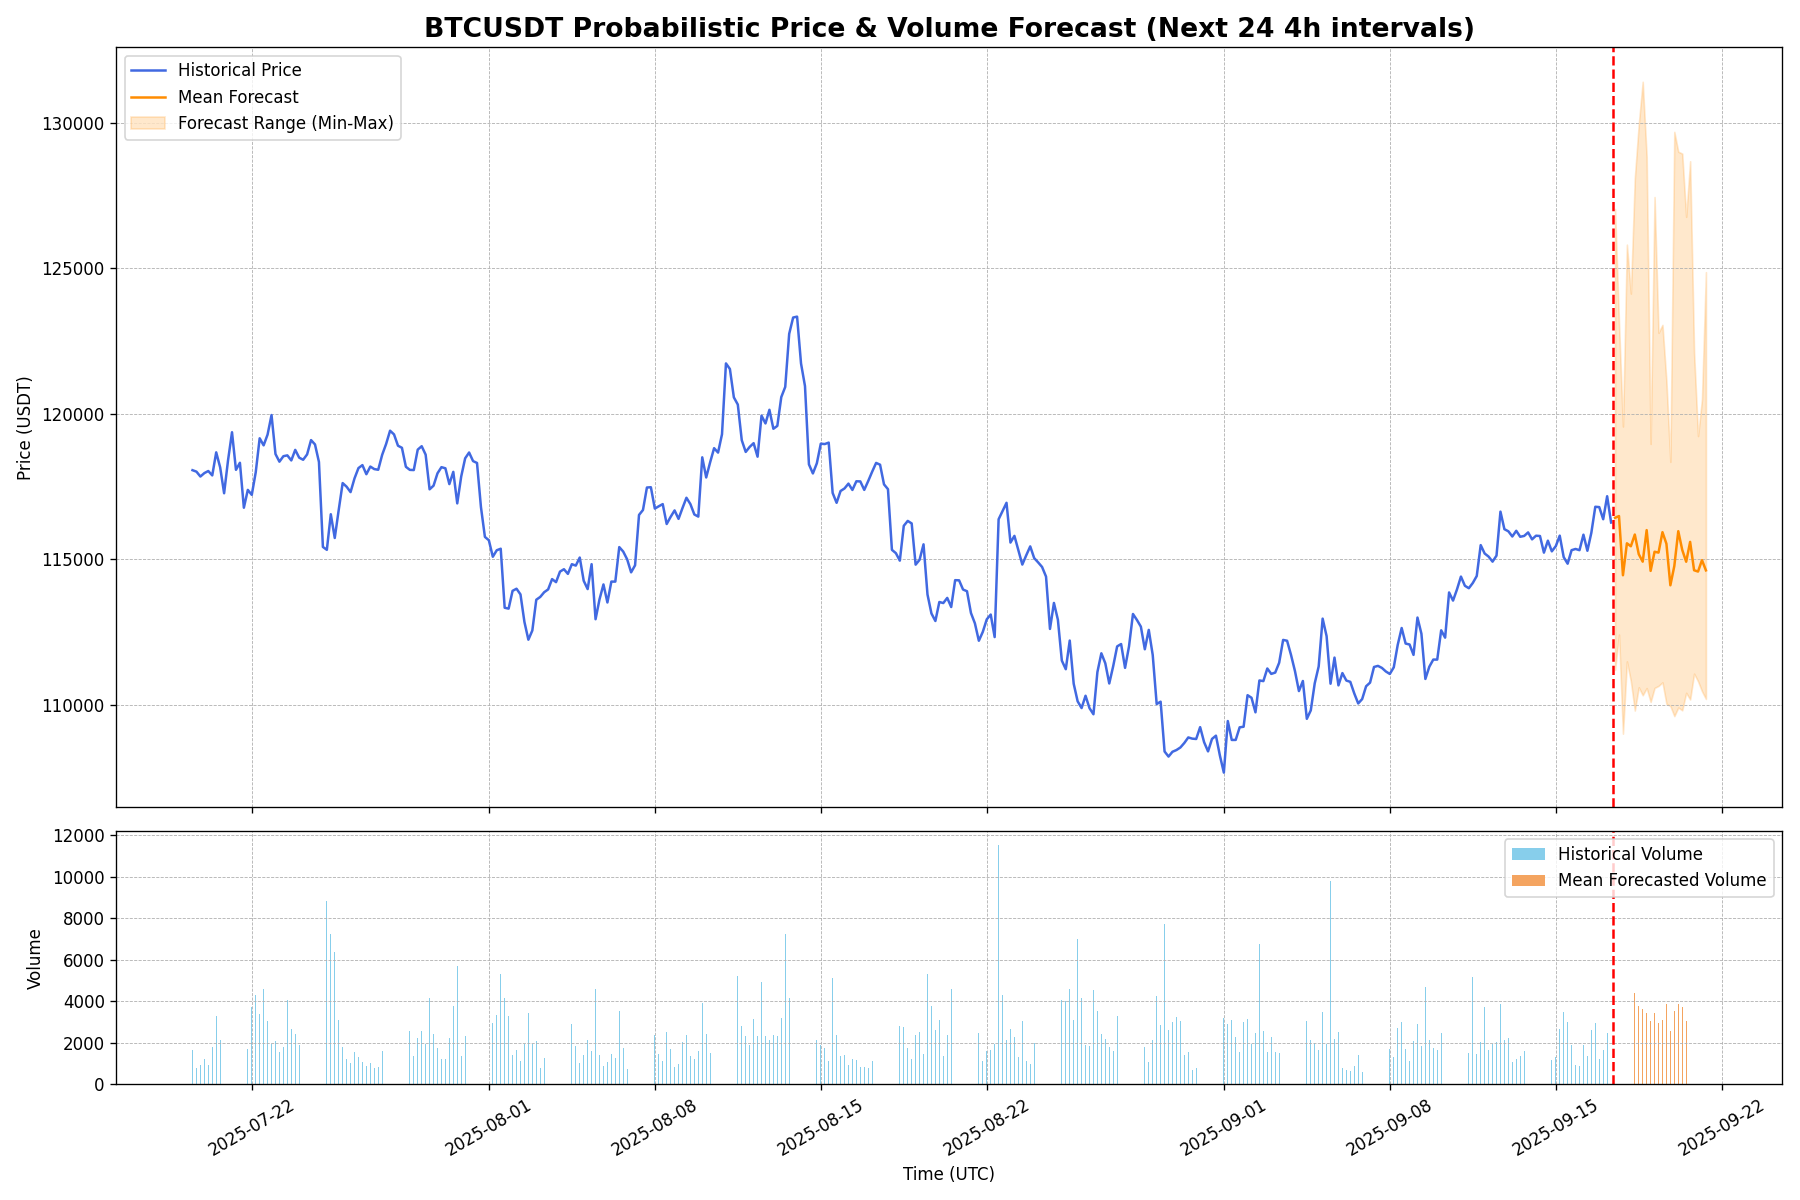 BTCUSDT Probabilistic Price & Volume Forecast (Next 24 4h intervals)
Historical Price
Mean Forecast
Forecast Range (Min-Max)
130000
125000
120000
115000
110000
Price (USDT)
12000
10000
8000
6000
4000
2000
0
Volume
Historical Volume
Mean Forecasted Volume
2025-07-22
2025-08-01
2025-08-08
2025-08-15
2025-08-22
2025-09-01
2025-09-08
2025-09-15
2025-09-22
Time (UTC)